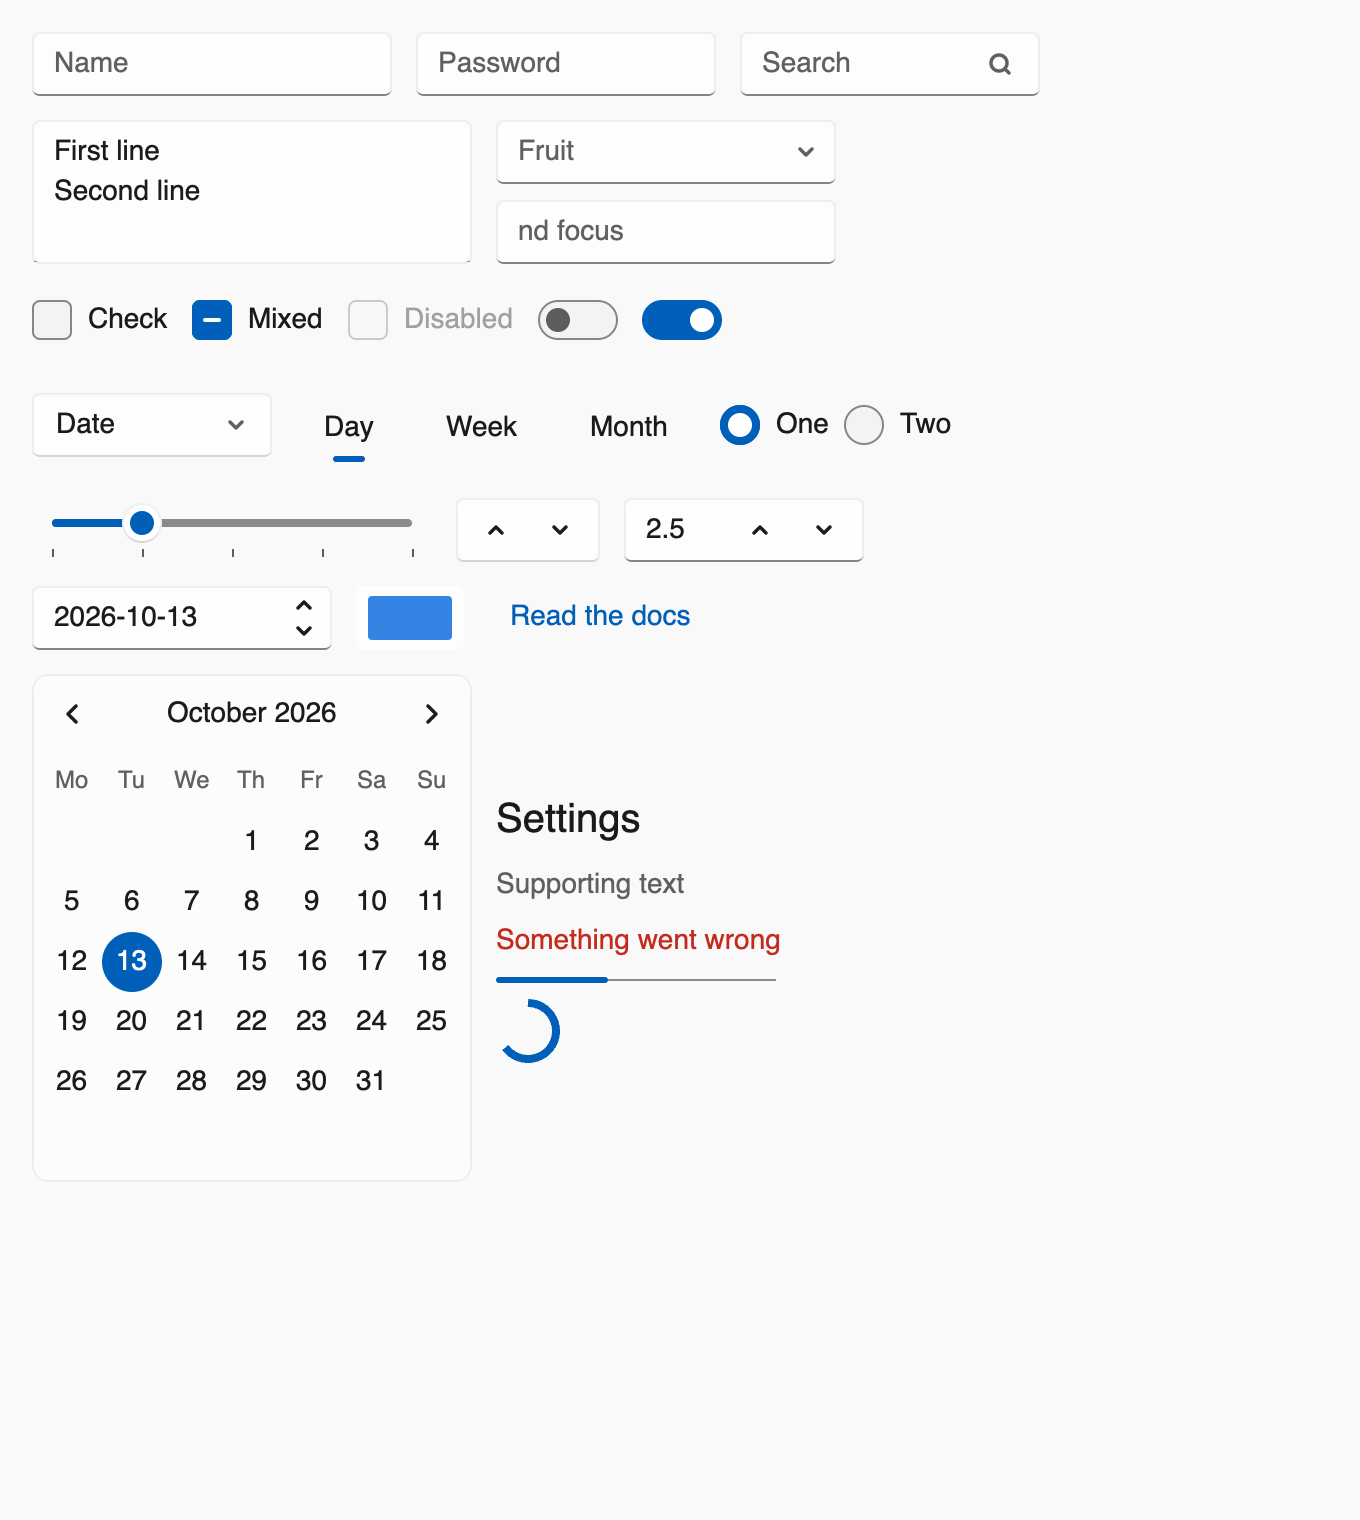 Name Password Search
First line
Second line
Fruit
nd focus
Check Mixed Disabled
Date Day Week Month One Two
2.5
2026-10-13 Read the docs
October 2026
Mo Tu We Th Fr Sa Su
1 2 3 4
5 6 7 8 9 10 11
12 13 14 15 16 17 18
19 20 21 22 23 24 25
26 27 28 29 30 31
Settings
Supporting text
Something went wrong